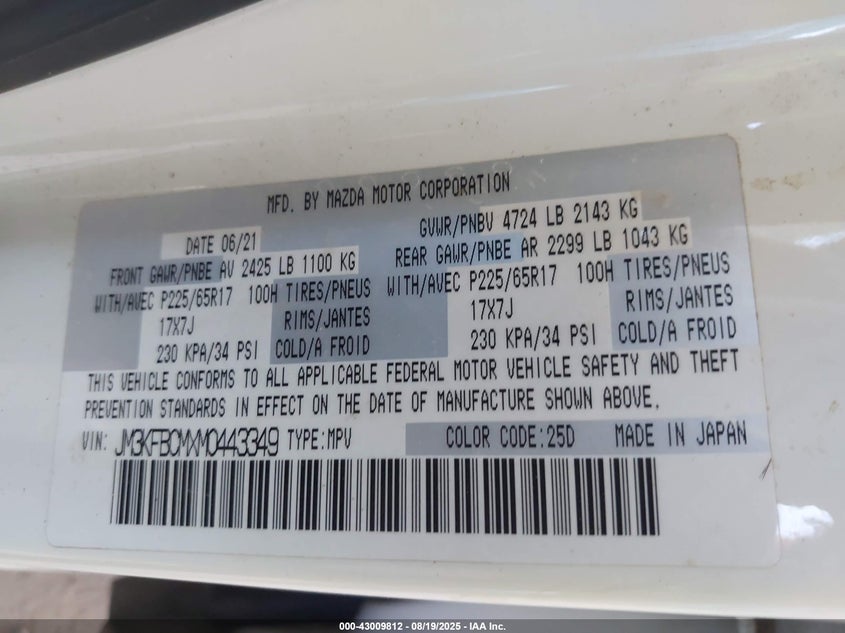 MFD. BY MAZDA MOTOR CORPORATION
DATE 06/21 GVWR/PNBV 4724 LB 2143 KG
FRONT GAWR/PNBE AV 2425 LB 1100 KG REAR GAWR/PNBE AR 2299 LB 1043 KG
WITH/AVEC P225/65R17 100H TIRES/PNEUS WITH/AVEC P225/65R17 100H TIRES/PNEUS
17X7J RIMS/JANTES 17X7J RIMS/JANTES
230 KPA/34 PSI COLD/A FROID 230 KPA/34 PSI COLD/A FROID
THIS VEHICLE CONFORMS TO ALL APPLICABLE FEDERAL MOTOR VEHICLE SAFETY AND THEFT
PREVENTION STANDARDS IN EFFECT ON THE DATE OF MANUFACTURE SHOWN ABOVE.
VIN: JM3KFBCMXM0443349 TYPE:MPV COLOR CODE:25D MADE IN JAPAN
000-43009812 - 08/19/2025 - IAA Inc.